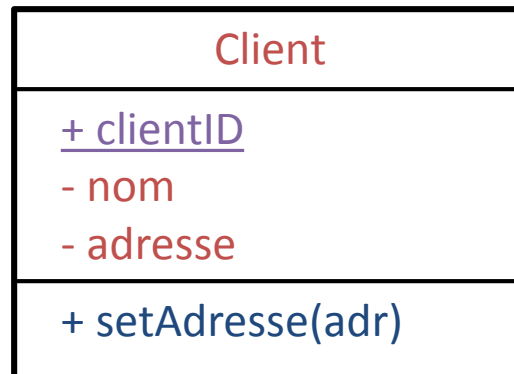 Client
+ clientID
- nom
- adresse
+ setAdresse(adr)